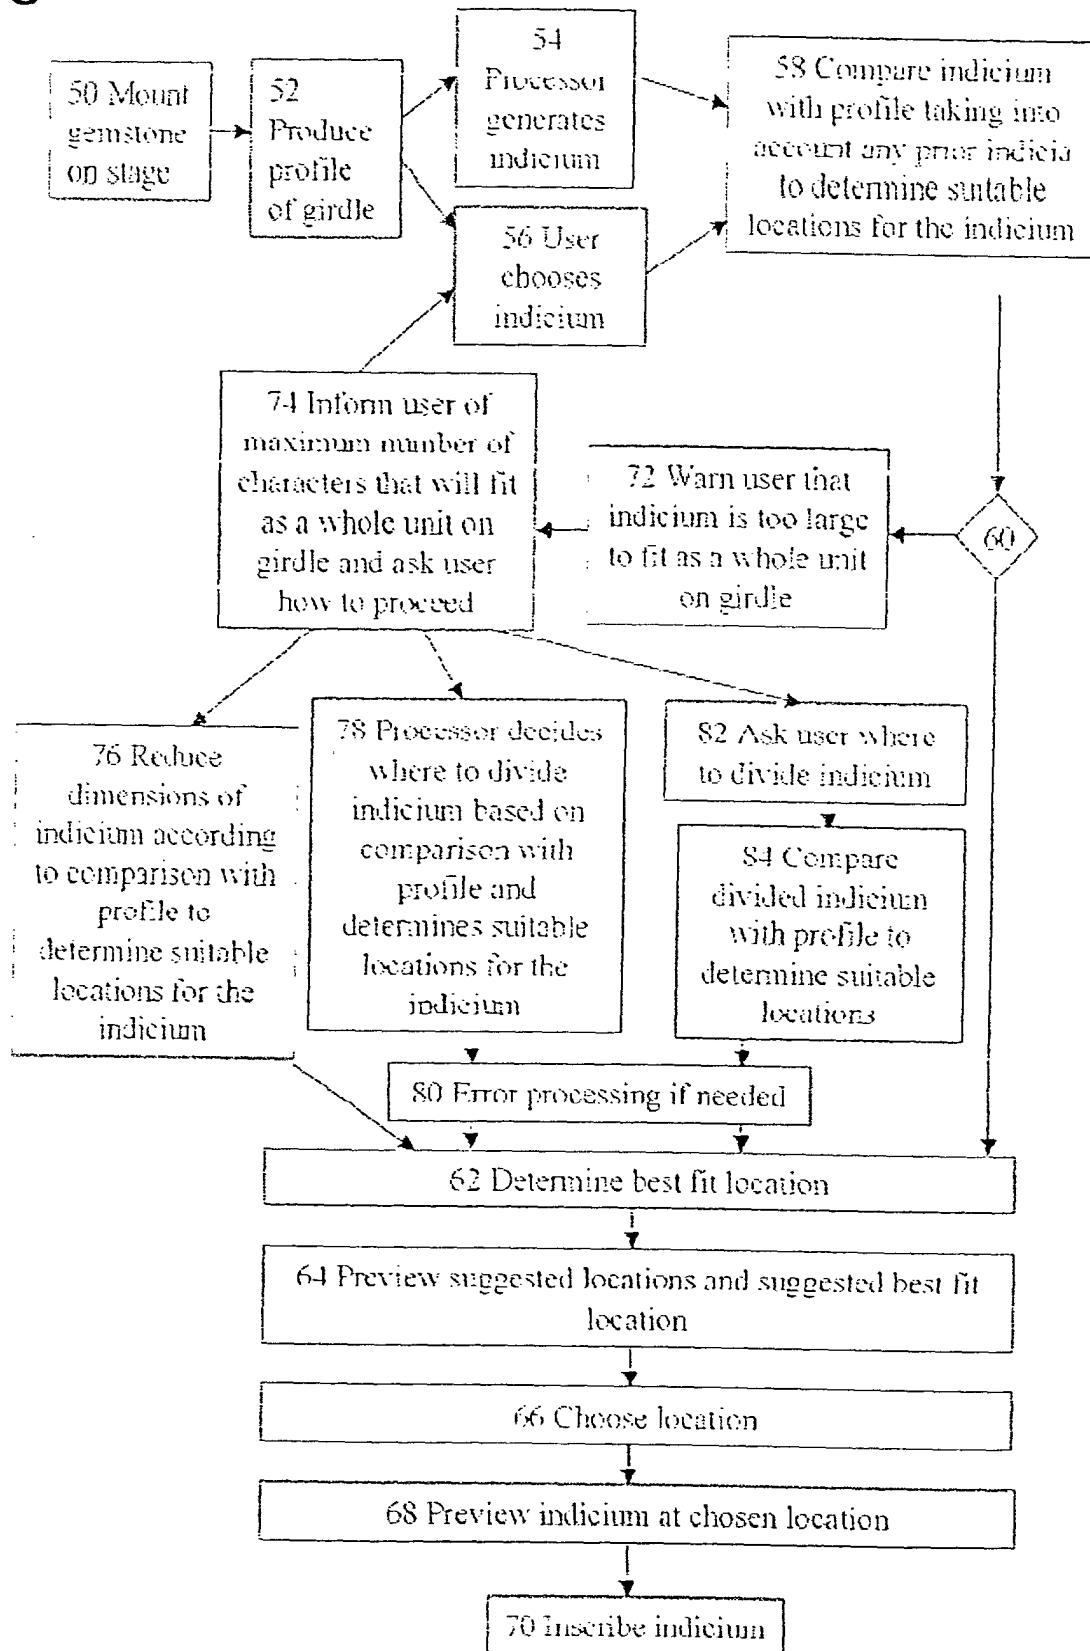 50 Mount
gemstone
on stage
52
Produce
profile
of girdle
54
Processor
generates
indicium
56 User
chooses
indicium
58 Compare indicium
with profile taking into
account any prior indicia
to determine suitable
locations for the indicium
60
72 Warn user that
indicium is too large
to fit as a whole unit
on girdle
74 Inform user of
maximum number of
characters that will fit
as a whole unit on
girdle and ask user
how to proceed
76 Reduce
dimensions of
indicium according
to comparison with
profile to
determine suitable
locations for the
indicium
78 Processor decides
where to divide
indicium based on
comparison with
profile and
determines suitable
locations for the
indicium
82 Ask user where
to divide indicium
84 Compare
divided indicium
with profile to
determine suitable
locations
80 Error processing if needed
62 Determine best fit location
64 Preview suggested locations and suggested best fit
location
66 Choose location
68 Preview indicium at chosen location
70 Inscribe indicium